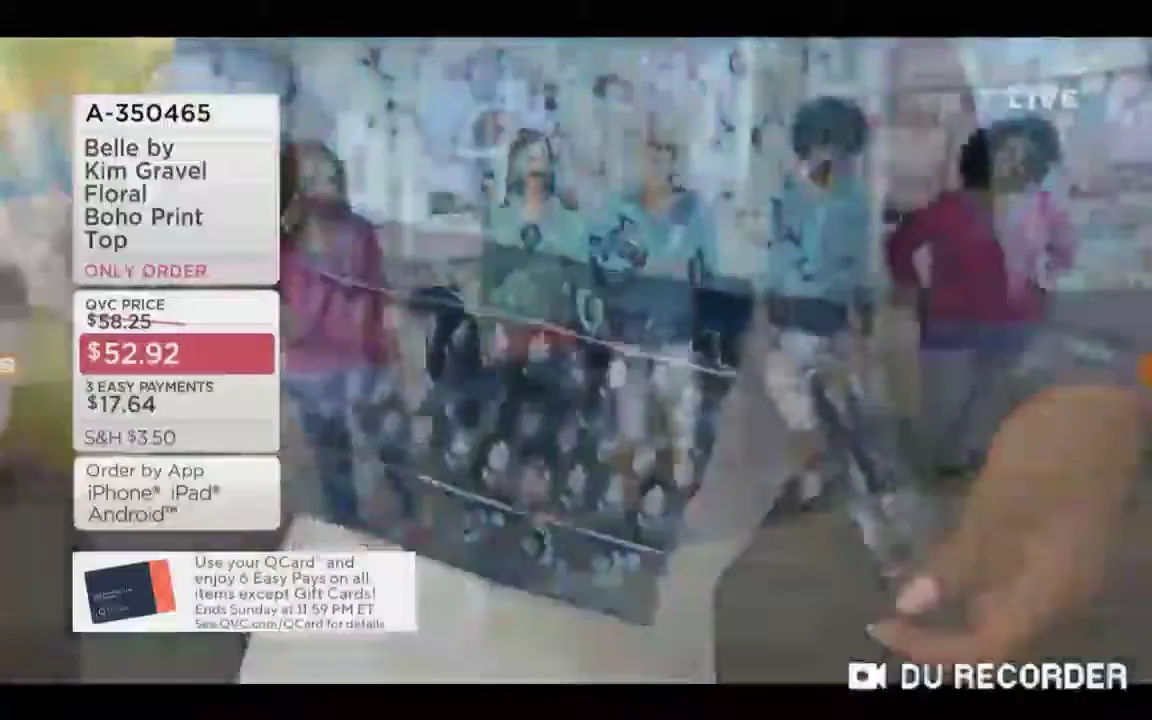 LIVE
A-350465
Belle by
Kim Gravel
Floral
Boho Print
Top
ONLY ORDER
QVC PRICE
$58.25
$52.92
3 EASY PAYMENTS
$17.64
S&H $3.50
Order by App
iPhone® iPad®
Android™
Use your QCard® and
enjoy 6 Easy Pays on all
items except Gift Cards!
Ends Sunday at 11:59 PM ET
See QVC.com/QCard for details
S
DU RECORDER